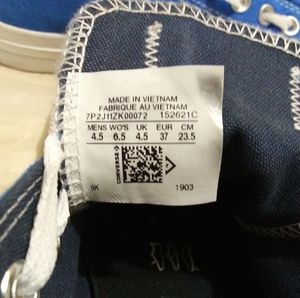 MADE IN VIETNAM
FABRIQUE AU VIETNAM
7P2J11ZK00072 152621C
MENS WO'S UK EUR CM
4.5 6.5 4.5 37 23.5
CONVERSE
9K 1903